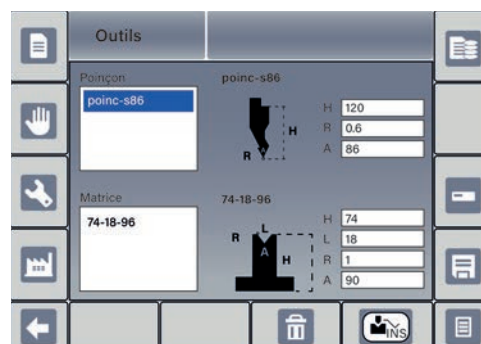 Outils
Poinçon
poinc-s86
poinc-s86
H 120
R 0.6
A 86
H
R
A
Matrice
74-18-96
74-18-96
H 74
L 18
R 1
A 90
L
R
A
H
INS